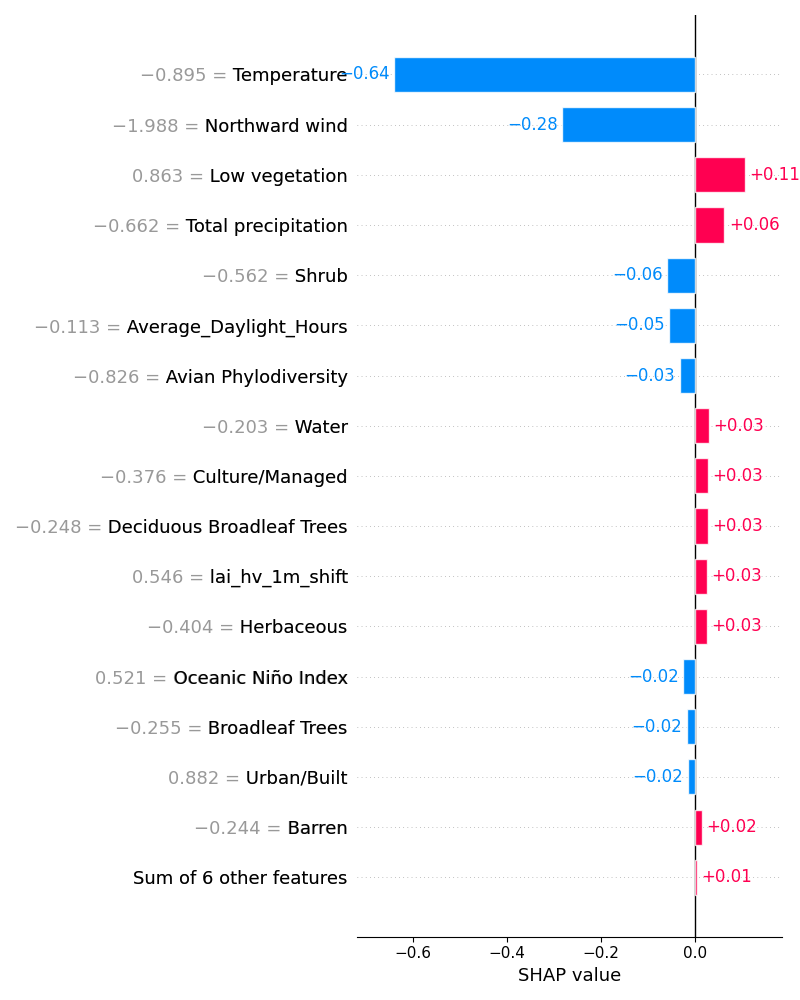 −0.895 = Temperature −0.64
−1.988 = Northward wind −0.28
0.863 = Low vegetation +0.11
−0.662 = Total precipitation +0.06
−0.562 = Shrub −0.06
−0.113 = Average_Daylight_Hours −0.05
−0.826 = Avian Phylodiversity −0.03
−0.203 = Water +0.03
−0.376 = Culture/Managed +0.03
−0.248 = Deciduous Broadleaf Trees +0.03
0.546 = lai_hv_1m_shift +0.03
−0.404 = Herbaceous +0.03
0.521 = Oceanic Niño Index −0.02
−0.255 = Broadleaf Trees −0.02
0.882 = Urban/Built −0.02
−0.244 = Barren +0.02
Sum of 6 other features +0.01
−0.6 −0.4 −0.2 0.0
SHAP value